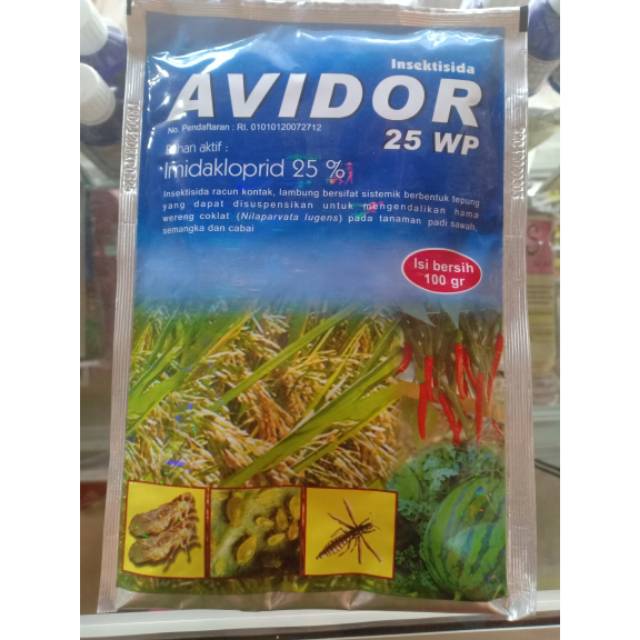 Insektisida
AVIDOR
25 WP
No. Pendaftaran : RI. 01010120072712
Bahan aktif :
Imidakloprid 25 %
Insektisida racun kontak, lambung bersifat sistemik berbentuk tepung
yang dapat disuspensikan untuk mengendalikan hama
wereng coklat (Nilaparvata lugens) pada tanaman padi sawah,
semangka dan cabai
Isi bersih
100 gr